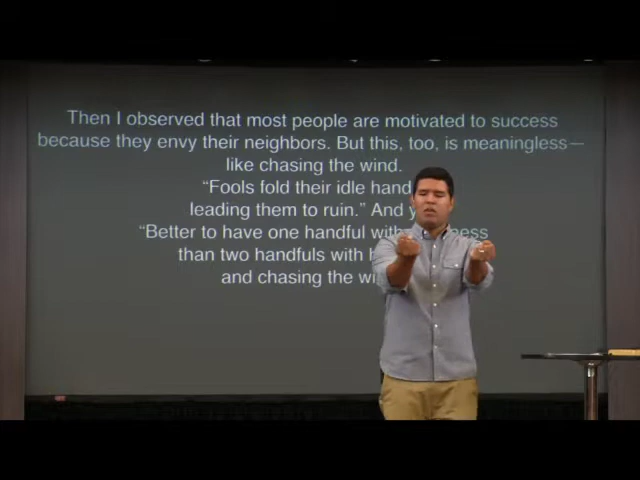 Then I observed that most people are motivated to success
because they envy their neighbors. But this, too, is meaningless—
like chasing the wind.
“Fools fold their idle hand
leading them to ruin.” And
“Better to have one handful with
than two handfuls with
and chasing the